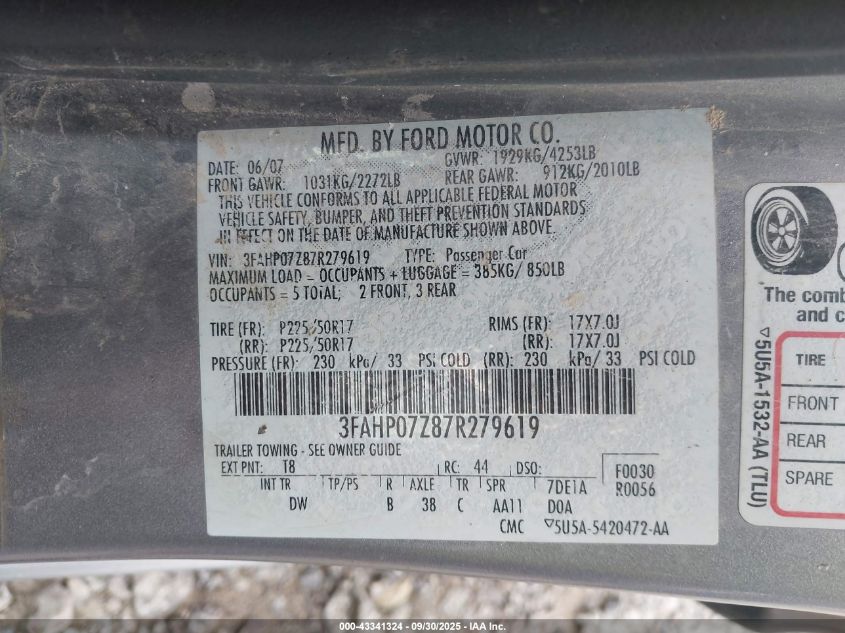 MFD. BY FORD MOTOR CO.
DATE: 06/07 GVWR: 1929KG/4253LB
FRONT GAWR: 1031KG/2272LB REAR GAWR: 912KG/2010LB
THIS VEHICLE CONFORMS TO ALL APPLICABLE FEDERAL MOTOR
VEHICLE SAFETY, BUMPER, AND THEFT PREVENTION STANDARDS
IN EFFECT ON THE DATE OF MANUFACTURE SHOWN ABOVE.
VIN: 3FAHP07Z87R279619 TYPE: Passenger Car
MAXIMUM LOAD = OCCUPANTS + LUGGAGE = 385KG/ 850LB
OCCUPANTS = 5 TOTAL; 2 FRONT, 3 REAR
TIRE (FR): P225/50R17 RIMS (FR): 17X7.0J
(RR): P225/50R17 (RR): 17X7.0J
PRESSURE (FR): 230 kPa/ 33 PSI COLD (RR): 230 kPa/ 33 PSI COLD
3FAHP07Z87R279619
TRAILER TOWING - SEE OWNER GUIDE
EXT PNT: T8 RC: 44 DSO: F0030
INT TR TP/PS R AXLE TR SPR 7DE1A R0056
DW B 38 C AA11 DOA
CMC ▽5U5A-5420472-AA
The comb
and c
TIRE
FRONT
REAR
SPARE
▽5U5A-1532-AA (TLU)
000-43341324 - 09/30/2025 - IAA Inc.